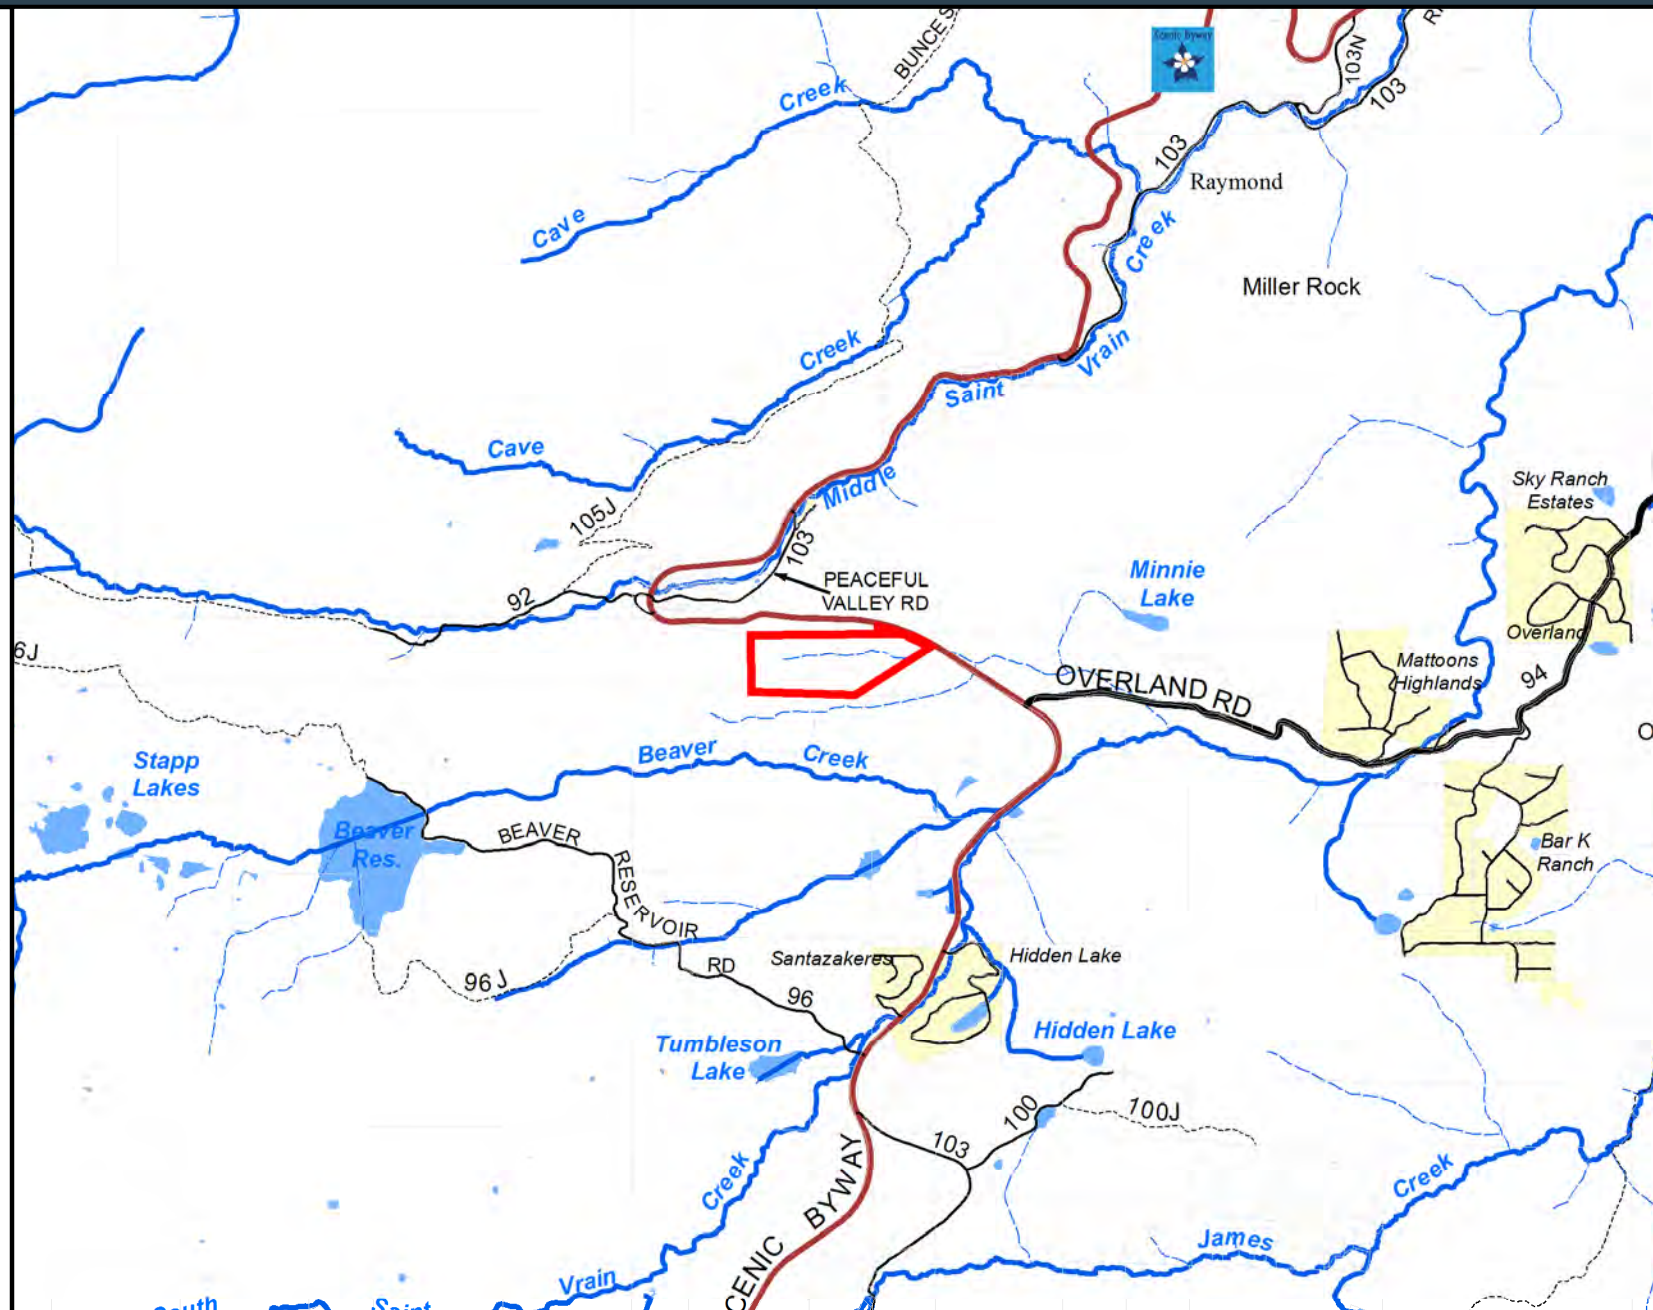 Scenic Byway
BUNCE
103N
103
Creek
103
Raymond
Cave
Creek
Miller Rock
Creek
Vrain
Saint
Cave
Middle
Sky Ranch
Estates
105J
103
PEACEFUL
VALLEY RD
Minnie
Lake
92
Overland
6J
Mattoons
Highlands
OVERLAND RD
94
Beaver
Creek
Stapp
Lakes
Beaver
Res.
BEAVER
RESERVOIR
RD
96
Bar K
Ranch
Santazakeres
Hidden Lake
96J
Tumbleson
Lake
Hidden Lake
100
100J
103
BYWAY
CENIC
Creek
Creek
James
Vrain
South
Saint